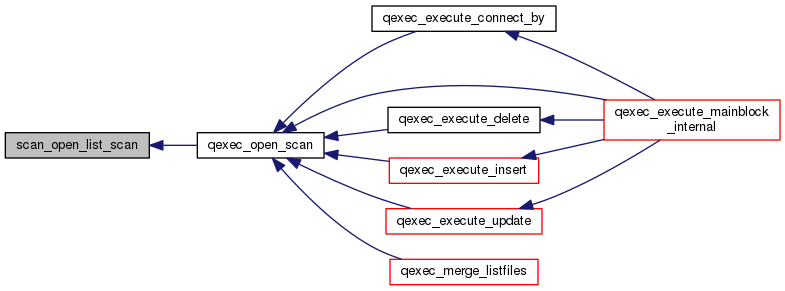 qexec_execute_connect_by
qexec_execute_mainblock
_internal
qexec_execute_delete
scan_open_list_scan
qexec_open_scan
qexec_execute_insert
qexec_execute_update
qexec_merge_listfiles